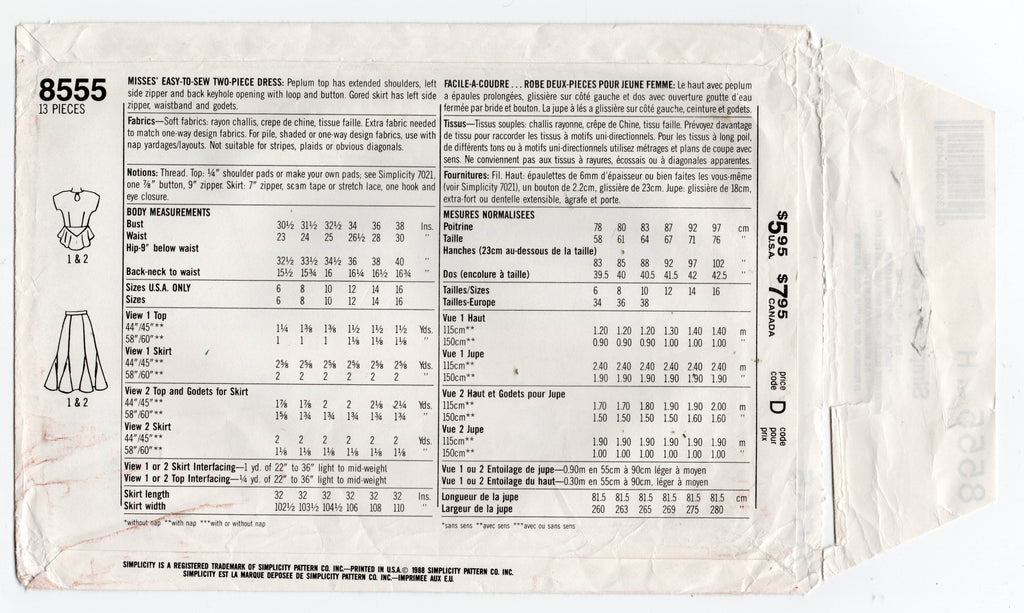 8555
13 PIECES
1 & 2
1 & 2
MISSES' EASY-TO-SEW TWO-PIECE DRESS: Peplum top has extended shoulders, left
side zipper and back keyhole opening with loop and button. Gored skirt has left side
zipper, waistband and godets.
Fabrics—Soft fabrics: rayon challis, crepe de chine, tissue faille. Extra fabric needed
to match one-way design fabrics. For pile, shaded or one-way design fabrics, use with
nap yardages/layouts. Not suitable for stripes, plaids or obvious diagonals.
Notions: Thread. Top: ¼" shoulder pads or make your own pads; see Simplicity 7021,
one ⅞" button, 9" zipper. Skirt: 7" zipper, seam tape or stretch lace, one hook and
eye closure.
BODY MEASUREMENTS
Bust 30½ 31½ 32½ 34 36 38 Ins.
Waist 23 24 25 26½ 28 30 "
Hip-9" below waist
32½ 33½ 34½ 36 38 40 "
Back-neck to waist 15½ 15¾ 16 16¼ 16½ 16¾ "
Sizes U.S.A. ONLY 6 8 10 12 14 16
Sizes 6 8 10 12 14 16
View 1 Top
44"/45"** 1¼ 1⅜ 1⅜ 1½ 1½ 1½ Yds.
58"/60"** 1 1 1 1⅛ 1⅛ 1⅛ "
View 1 Skirt
44"/45"** 2⅝ 2⅝ 2⅝ 2⅝ 2⅝ 2⅝ Yds.
58"/60"** 2 2 2 2 2 2 "
View 2 Top and Godets for Skirt
44"/45"** 1⅞ 1⅞ 2 2 2⅛ 2¼ Yds.
58"/60"** 1⅝ 1¾ 1¾ 1¾ 1¾ 1¾ "
View 2 Skirt
44"/45"** 2 2 2 2 2 2 Yds.
58"/60"** 1⅛ 1⅛ 1⅛ 1⅛ 1⅛ 1⅛ "
View 1 or 2 Skirt Interfacing—1 yd. of 22" to 36" light to mid-weight
View 1 or 2 Top Interfacing—¼ yd. of 22" to 36" light to mid-weight
Skirt length 32 32 32 32 32 32 Ins.
Skirt width 102½ 103½ 104½ 106 108 110 "
*without nap **with nap ***with or without nap
FACILE-A-COUDRE... ROBE DEUX-PIECES POUR JEUNE FEMME: Le haut avec peplum
a épaules prolongées, glissière sur côté gauche et dos avec ouverture goutte d'eau
fermée par bride et bouton. La jupe à lés a glissière sur côté gauche, ceinture et godets.
Tissus—Tissus souples: challis rayonne, crêpe de Chine, tissu faille. Prévoyez davantage
de tissu pour raccorder les tissus à motifs uni-directionnels. Pour les tissus à long poil,
de différents tons ou à motifs uni-directionnels utilisez métrages et plans de coupe avec
sens. Ne conviennent pas aux tissus à rayures, écossais ou à diagonales apparentes.
Fournitures: Fil. Haut: épaulettes de 6mm d'épaisseur ou bien faites les vous-même
(voir Simplicity 7021), un bouton de 2.2cm, glissière de 23cm. Jupe: glissière de 18cm,
extra-fort ou dentelle extensible, agrafe et porte.
MESURES NORMALISEES
Poitrine 78 80 83 87 92 97 cm
Taille 58 61 64 67 71 76 "
Hanches (23cm au-dessous de la taille)
83 85 88 92 97 102 "
Dos (encolure à taille) 39.5 40 40.5 41.5 42 42.5 "
Tailles/Sizes 6 8 10 12 14 16
Tailles-Europe 34 36 38
Vue 1 Haut
115cm** 1.20 1.20 1.20 1.30 1.40 1.40 m
150cm** 0.90 0.90 0.90 1.00 1.00 1.00 "
Vue 1 Jupe
115cm** 2.40 2.40 2.40 2.40 2.40 2.40 m
150cm** 1.90 1.90 1.90 1.90 1.90 1.90 "
Vue 2 Haut et Godets pour Jupe
115cm** 1.70 1.70 1.80 1.90 1.90 2.00 m
150cm** 1.50 1.50 1.50 1.50 1.60 1.60 "
Vue 2 Jupe
115cm** 1.90 1.90 1.90 1.90 1.90 1.90 m
150cm** 1.00 1.00 1.00 1.00 1.00 1.00 "
Vue 1 ou 2 Entoilage de jupe—0.90m en 55cm à 90cm léger à moyen
Vue 1 ou 2 Entoilage du haut—0.30m en 55cm à 90cm, léger à moyen
Longueur de la jupe 81.5 81.5 81.5 81.5 81.5 81.5 cm
Largeur de la jupe 260 263 265 269 275 280 "
*sans sens **avec sens ***avec ou sans sens
$5.95 U.S.A. $7.95 CANADA
price code D code pour prix
SIMPLICITY IS A REGISTERED TRADEMARK OF SIMPLICITY PATTERN CO. INC.—PRINTED IN U.S.A.© 1988 SIMPLICITY PATTERN CO. INC.
SIMPLICITY EST LA MARQUE DEPOSEE DE SIMPLICITY PATTERN CO. INC.—IMPRIMEE AUX E.U.
8555 H